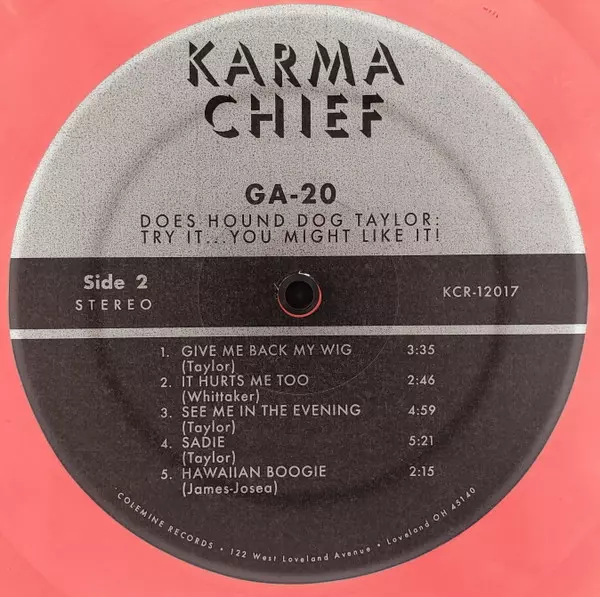 KARMA
CHIEF
GA-20
DOES HOUND DOG TAYLOR:
TRY IT...YOU MIGHT LIKE IT!
Side 2
STEREO
KCR-12017
1. GIVE ME BACK MY WIG 3:35
(Taylor)
2. IT HURTS ME TOO 2:46
(Whittaker)
3. SEE ME IN THE EVENING 4:59
(Taylor)
4. SADIE 5:21
(Taylor)
5. HAWAIIAN BOOGIE 2:15
(James-Josea)
COLEMINE RECORDS • 122 West Loveland Avenue • Loveland OH 45140